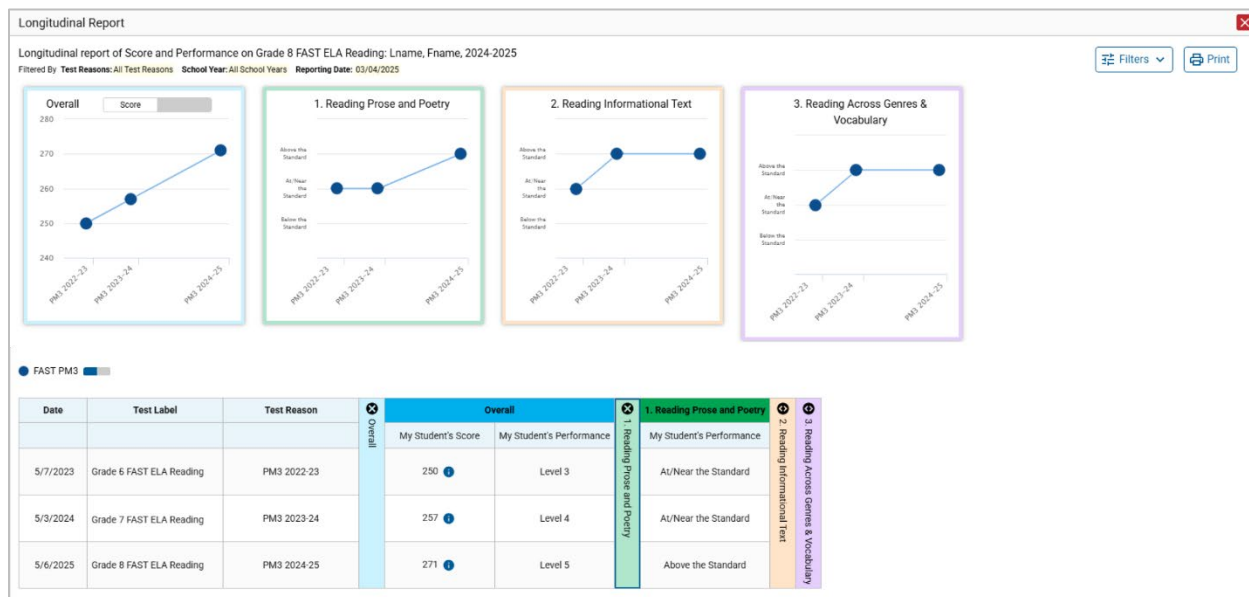 Longitudinal Report
Longitudinal report of Score and Performance on Grade 8 FAST ELA Reading: Lname, Fname, 2024-2025
Filtered By Test Reasons: All Test Reasons School Year: All School Years Reporting Date: 03/04/2025
Filters
Print
Overall
Score
280
270
260
250
240
PM3 2022-23
PM3 2023-24
PM3 2024-25
1. Reading Prose and Poetry
Above the
Standard
At/Near
the
Standard
Below the
Standard
PM3 2022-23
PM3 2023-24
PM3 2024-25
2. Reading Informational Text
Above the
Standard
At/Near
the
Standard
Below the
Standard
PM3 2022-23
PM3 2023-24
PM3 2024-25
3. Reading Across Genres &
Vocabulary
Above the
Standard
At/Near
the
Standard
Below the
Standard
PM3 2022-23
PM3 2023-24
PM3 2024-25
FAST PM3
Date Test Label Test Reason Overall Overall 1. Reading Prose and Poetry 1. Reading Prose and Poetry 2. Reading Informational Text 3. Reading Across Genres & Vocabulary
My Student's Score My Student's Performance My Student's Performance
5/7/2023 Grade 6 FAST ELA Reading PM3 2022-23 250 Level 3 At/Near the Standard
5/3/2024 Grade 7 FAST ELA Reading PM3 2023-24 257 Level 4 At/Near the Standard
5/6/2025 Grade 8 FAST ELA Reading PM3 2024-25 271 Level 5 Above the Standard